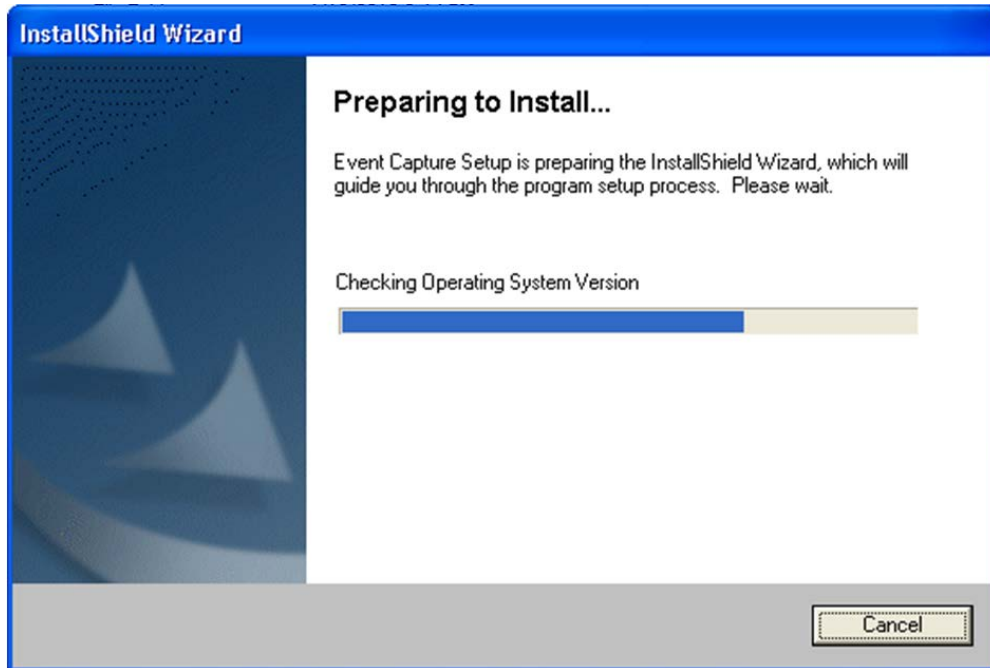 InstallShield Wizard
Preparing to Install...
Event Capture Setup is preparing the InstallShield Wizard, which will
guide you through the program setup process. Please wait.
Checking Operating System Version
Cancel